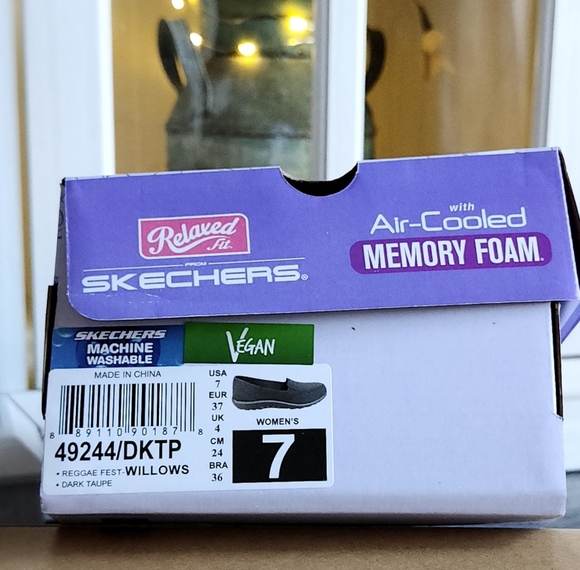 Relaxed
Fit®
FROM
SKECHERS®
with
Air-Cooled
MEMORY FOAM™
SKECHERS
MACHINE
WASHABLE
VEGAN
MADE IN CHINA
8 89110 90187 8
49244/DKTP
• REGGAE FEST-WILLOWS
• DARK TAUPE
USA
7
EUR
37
UK
4
CM
24
BRA
36
WOMEN'S
7